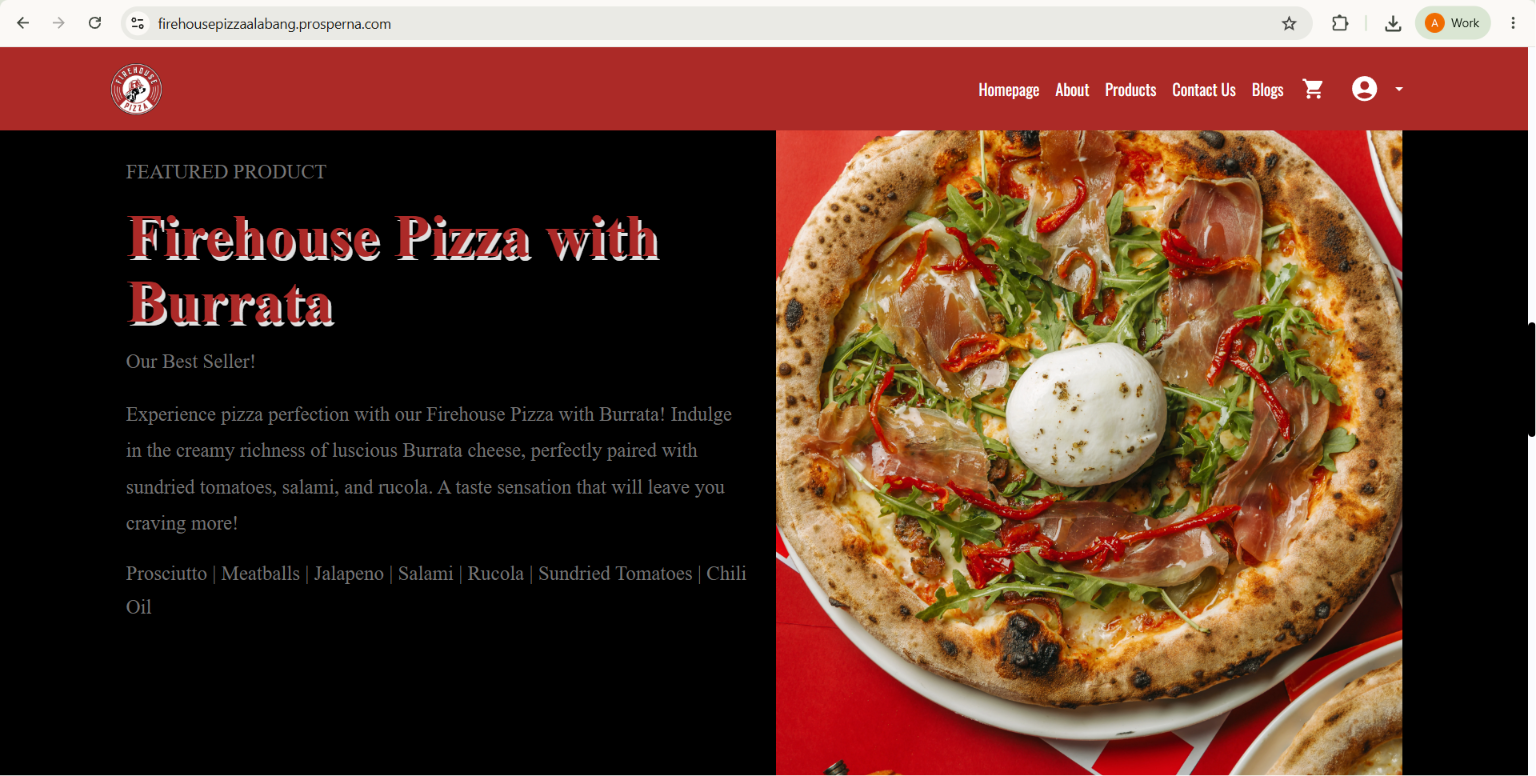 firehousepizzaalabang.prosperna.com
A Work
FIREHOUSE
PIZZA
Homepage About Products Contact Us Blogs
FEATURED PRODUCT
Firehouse Pizza with
Burrata
Our Best Seller!
Experience pizza perfection with our Firehouse Pizza with Burrata! Indulge
in the creamy richness of luscious Burrata cheese, perfectly paired with
sundried tomatoes, salami, and rucola. A taste sensation that will leave you
craving more!
Prosciutto | Meatballs | Jalapeno | Salami | Rucola | Sundried Tomatoes | Chili
Oil